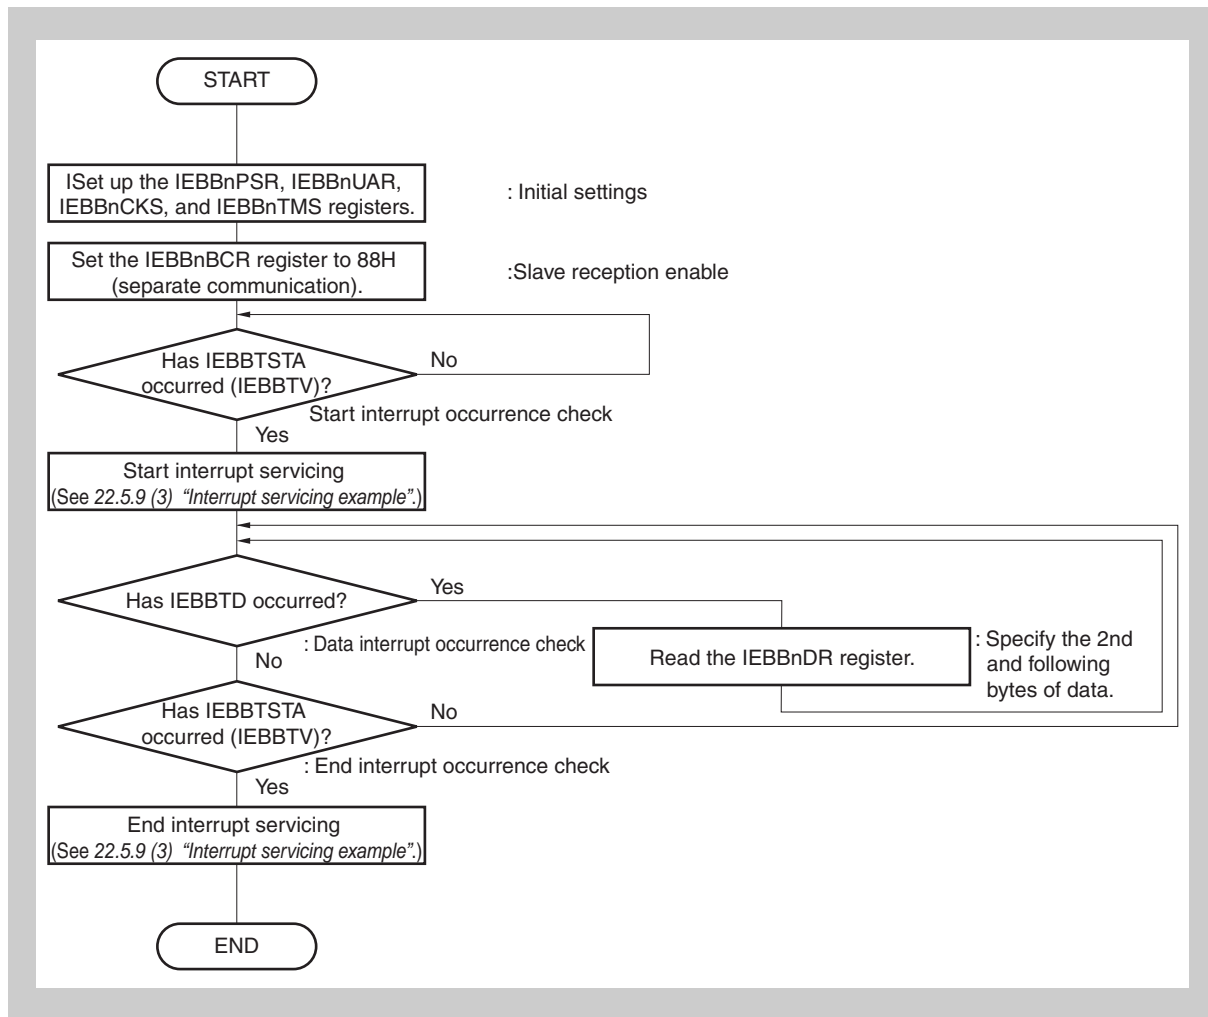 START
ISet up the IEBBnPSR, IEBBnUAR,
IEBBnCKS, and IEBBnTMS registers.
: Initial settings
Set the IEBBnBCR register to 88H
(separate communication).
:Slave reception enable
Has IEBBTSTA
occurred (IEBBTV)?
No
Start interrupt occurrence check
Yes
Start interrupt servicing
(See 22.5.9 (3) “Interrupt servicing example”.)
Has IEBBTD occurred?
Yes
: Data interrupt occurrence check
No
Read the IEBBnDR register.
: Specify the 2nd
and following
bytes of data.
Has IEBBTSTA
occurred (IEBBTV)?
No
: End interrupt occurrence check
Yes
End interrupt servicing
(See 22.5.9 (3) “Interrupt servicing example”.)
END